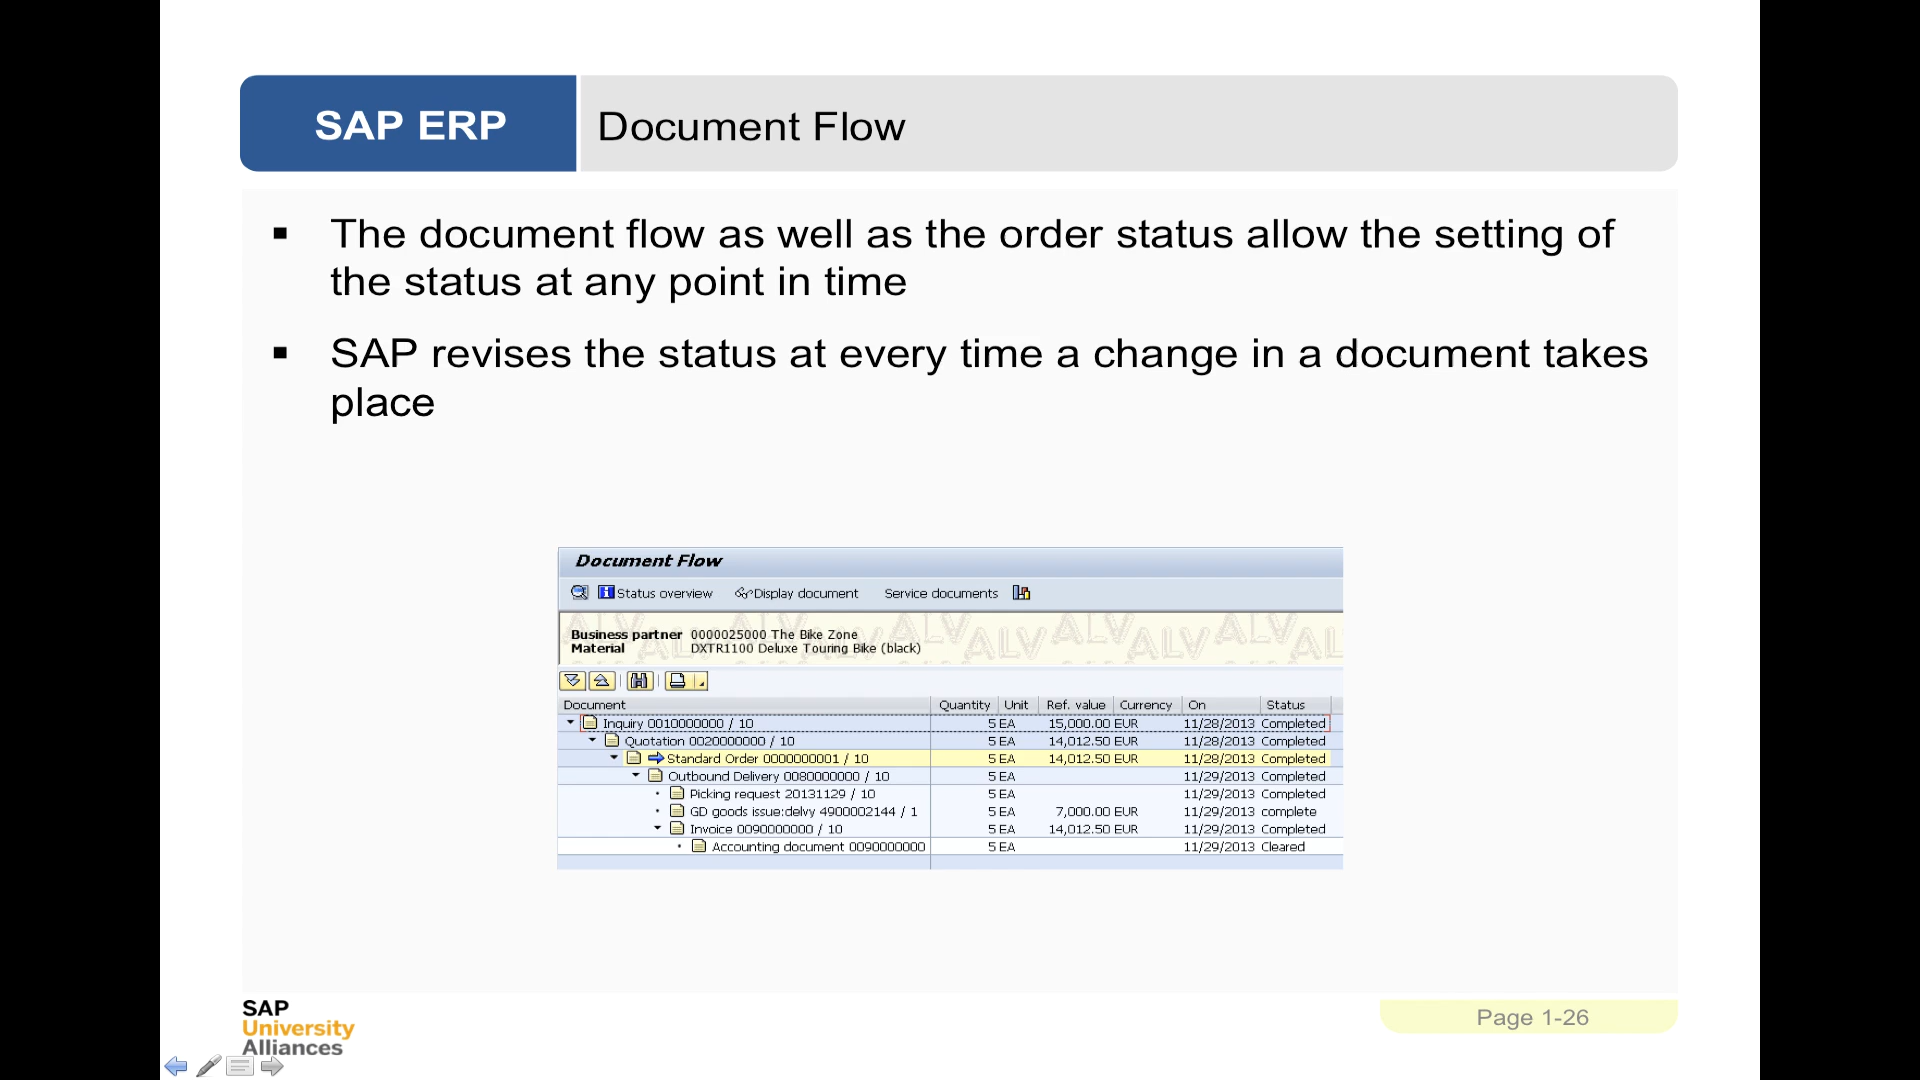 SAP ERP
Document Flow
▪ The document flow as well as the order status allow the setting of
the status at any point in time
▪ SAP revises the status at every time a change in a document takes
place
Document Flow
Status overview Display document Service documents
Business partner 0000025000 The Bike Zone
Material DXTR1100 Deluxe Touring Bike (black)
Document Quantity Unit Ref. value Currency On Status
Inquiry 0010000000 / 10 5 EA 15,000.00 EUR 11/28/2013 Completed
Quotation 0020000000 / 10 5 EA 14,012.50 EUR 11/28/2013 Completed
Standard Order 0000000001 / 10 5 EA 14,012.50 EUR 11/28/2013 Completed
Outbound Delivery 0080000000 / 10 5 EA 11/29/2013 Completed
Picking request 20131129 / 10 5 EA 11/29/2013 Completed
GD goods issue:delvy 4900002144 / 1 5 EA 7,000.00 EUR 11/29/2013 complete
Invoice 0090000000 / 10 5 EA 14,012.50 EUR 11/29/2013 Completed
Accounting document 0090000000 5 EA 11/29/2013 Cleared
SAP
University
Alliances
Page 1-26